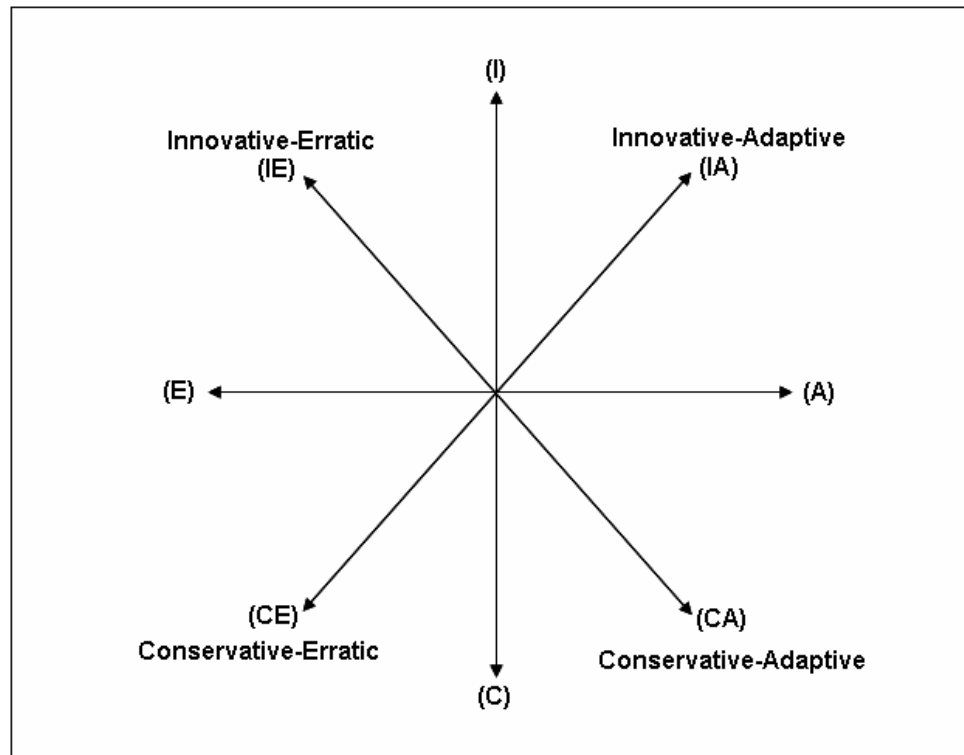 (I)
Innovative-Erratic
(IE)
Innovative-Adaptive
(IA)
(E)
(A)
(CE)
Conservative-Erratic
(CA)
Conservative-Adaptive
(C)